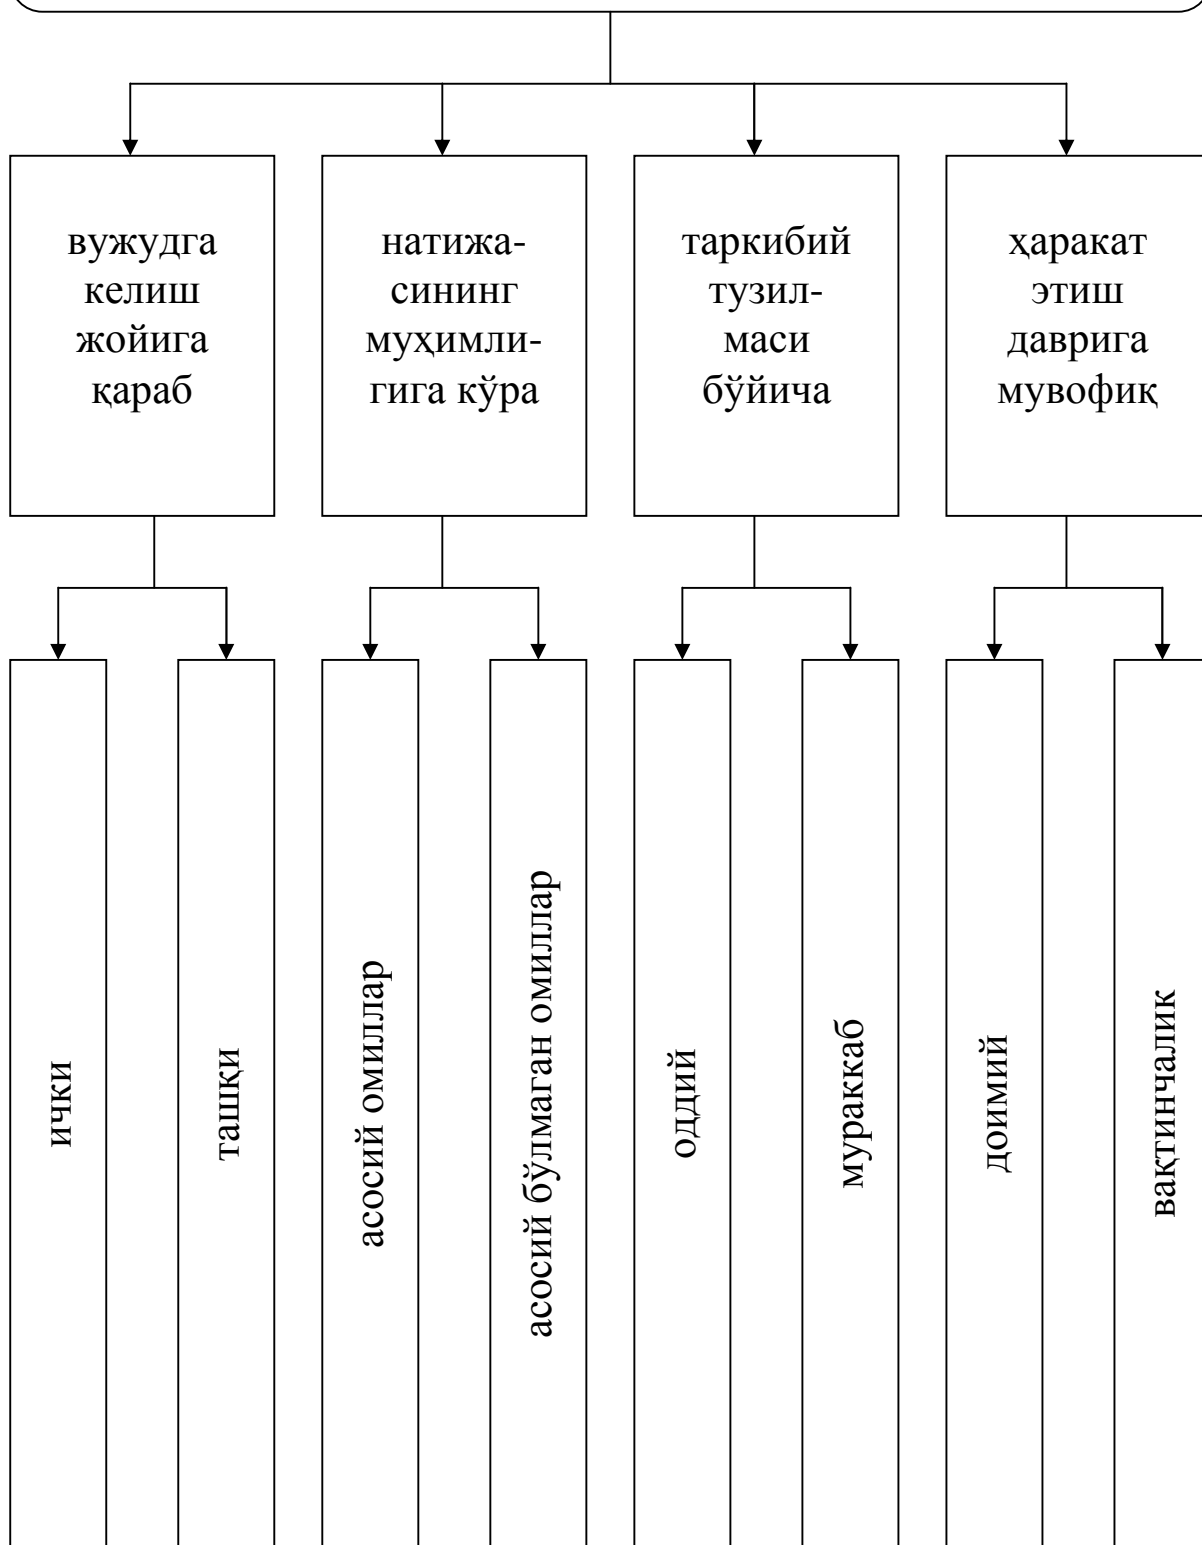 вужудга
келиш
жойига
қараб
натижа-
сининг
муҳимли-
гига кўра
таркибий
тузил-
маси
бўйича
ҳаракат
этиш
даврига
мувофиқ
ички
ташқи
асосий омиллар
асосий бўлмаган омиллар
оддий
мураккаб
доимий
вақтинчалик